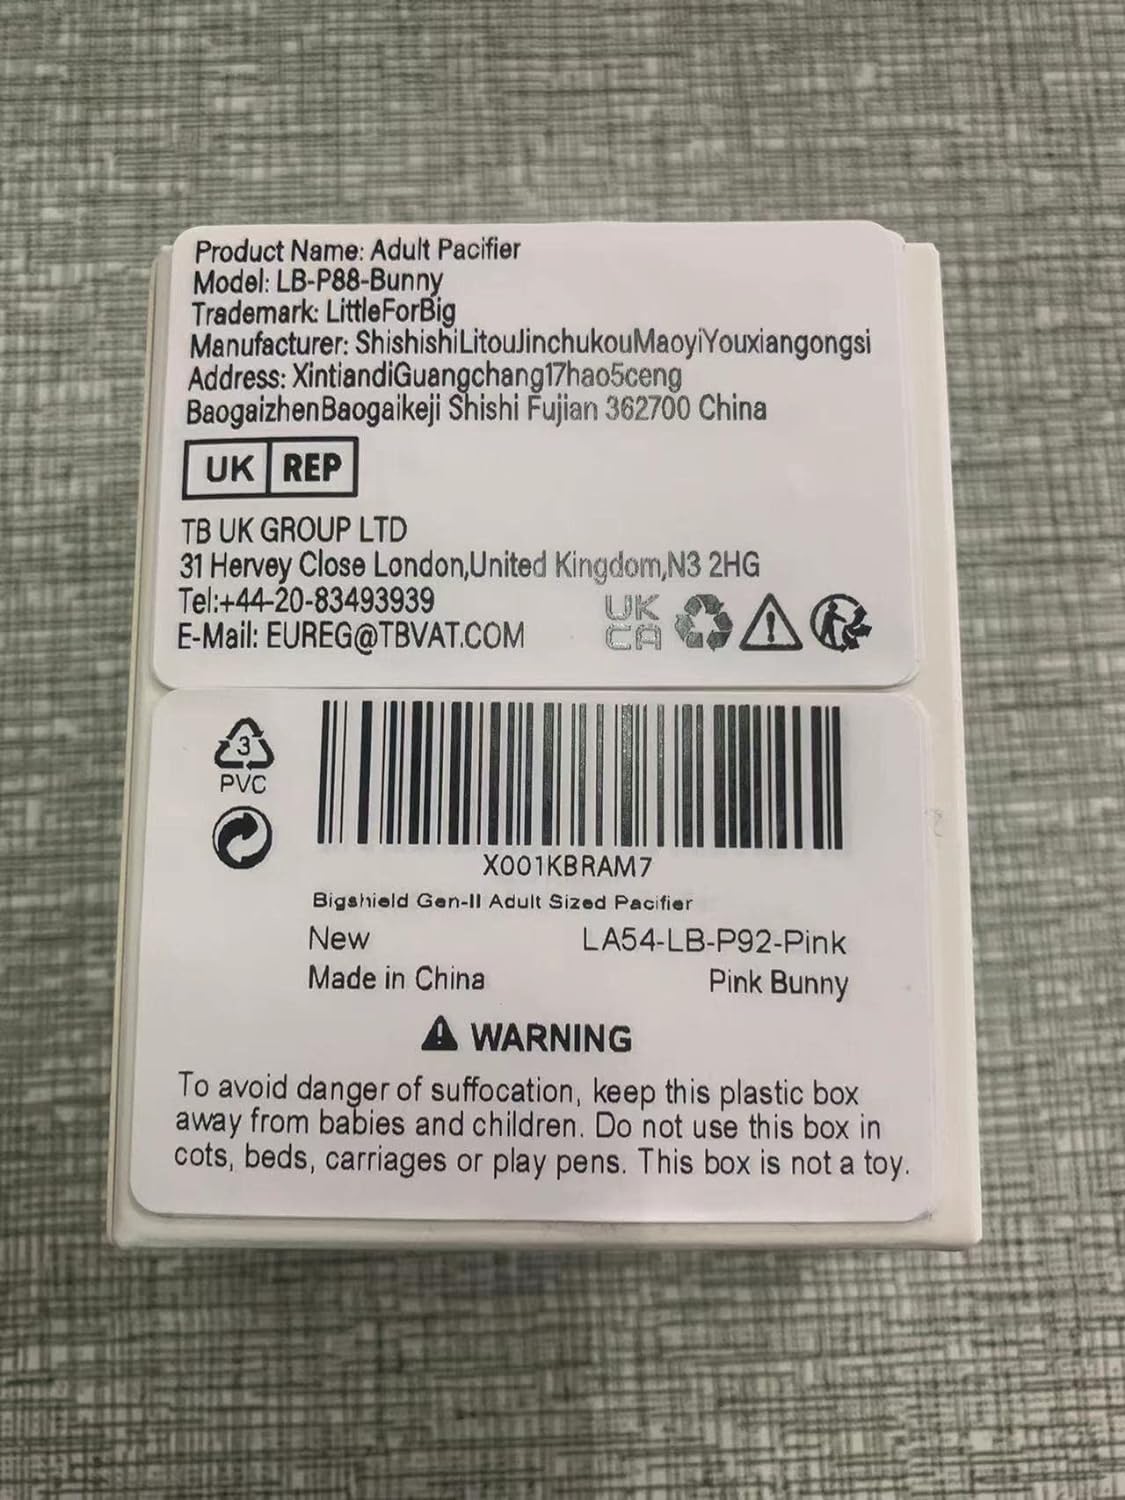 Product Name: Adult Pacifier
Model: LB-P88-Bunny
Trademark: LittleForBig
Manufacturer: ShishishiLitouJinchukouMaoyiYouxiangongsi
Address: XintiandiGuangchang17hao5ceng
BaogaizhenBaogaikeji Shishi Fujian 362700 China
UK REP
TB UK GROUP LTD
31 Hervey Close London,United Kingdom,N3 2HG
Tel:+44-20-83493939
E-Mail: EUREG@TBVAT.COM
UK
CA
3
PVC
X001KBRAM7
Bigshield Gen-II Adult Sized Pacifier
New LA54-LB-P92-Pink
Made in China Pink Bunny
WARNING
To avoid danger of suffocation, keep this plastic box
away from babies and children. Do not use this box in
cots, beds, carriages or play pens. This box is not a toy.